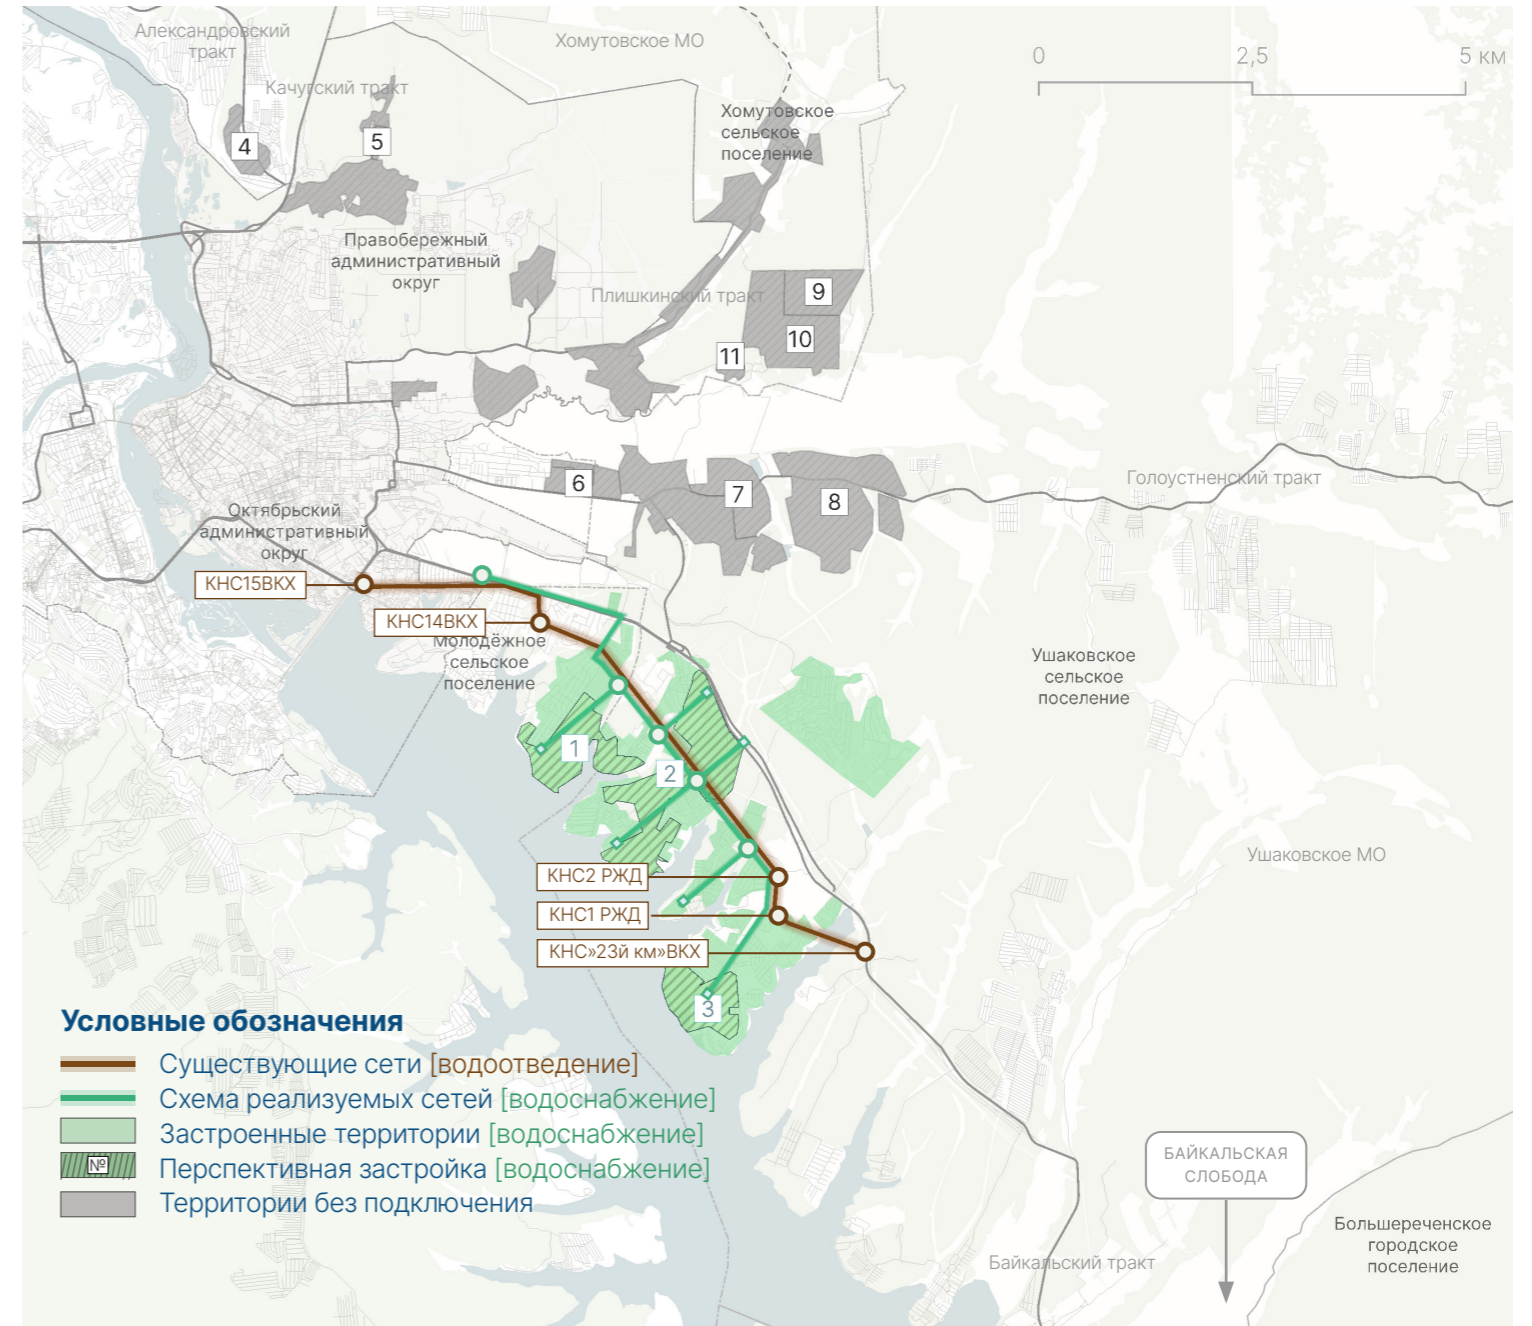 Александровский
тракт
Хомутовское МО
0
2,5
5 км
Качугский тракт
Хомутовское
сельское
поселение
4
5
Правобережный
административный
округ
Плишкинский тракт
9
10
11
6
7
8
Голоустненский тракт
Октябрьский
административный
округ
КНС15ВКХ
КНС14ВКХ
Молодёжное
сельское
поселение
Ушаковское
сельское
поселение
1
2
КНС2 РЖД
КНС1 РЖД
КНС»23й км»ВКХ
3
Ушаковское МО
Условные обозначения
Существующие сети [водоотведение]
Схема реализуемых сетей [водоснабжение]
Застроенные территории [водоснабжение]
№
Перспективная застройка [водоснабжение]
Территории без подключения
БАЙКАЛЬСКАЯ
СЛОБОДА
Большереченское
городское
поселение
Байкальский тракт